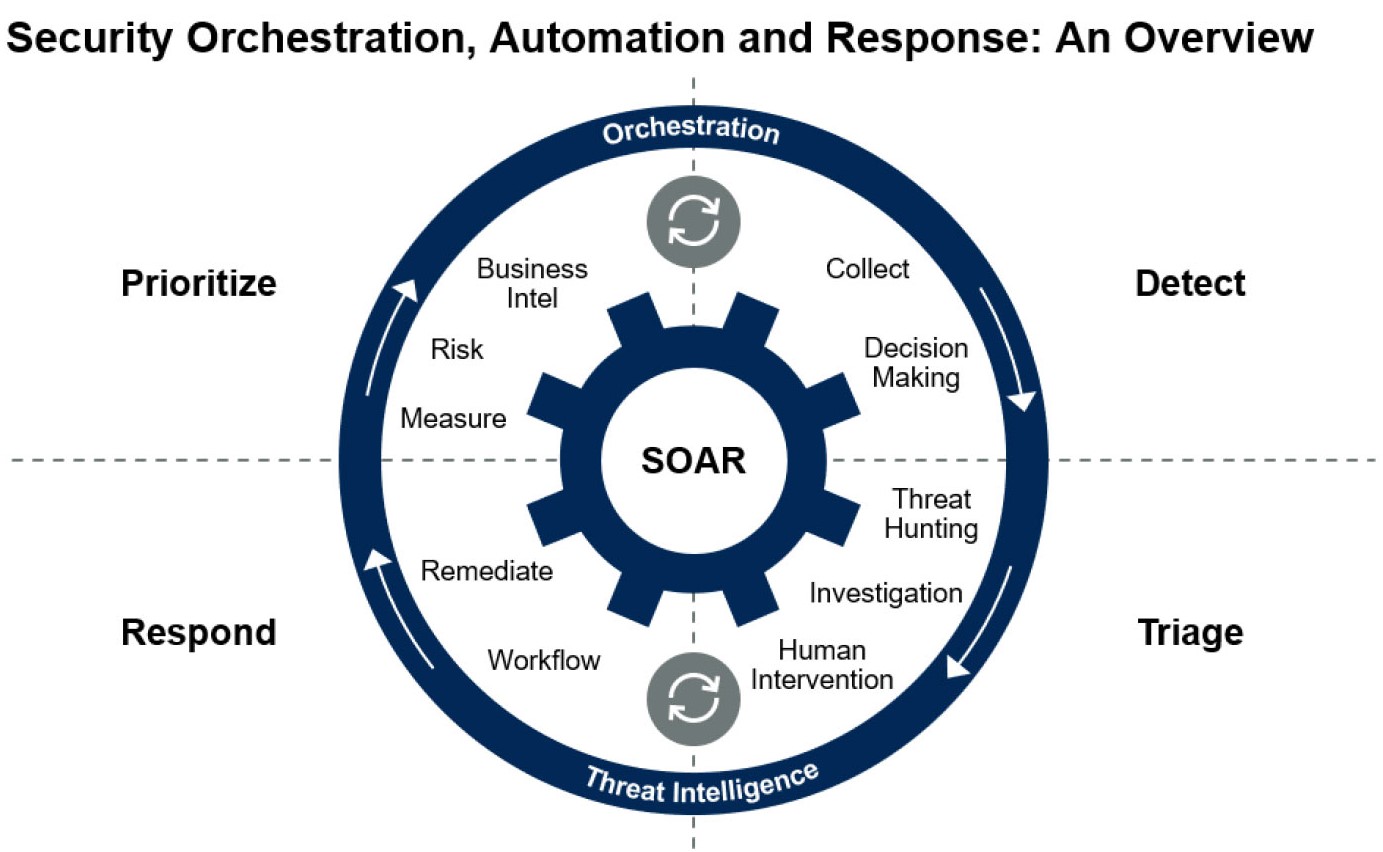 Security Orchestration, Automation and Response: An Overview
Orchestration
Prioritize
Business
Intel
Risk
Measure
Collect
Decision
Making
Detect
SOAR
Threat
Hunting
Investigation
Human
Intervention
Triage
Remediate
Workflow
Respond
Threat Intelligence